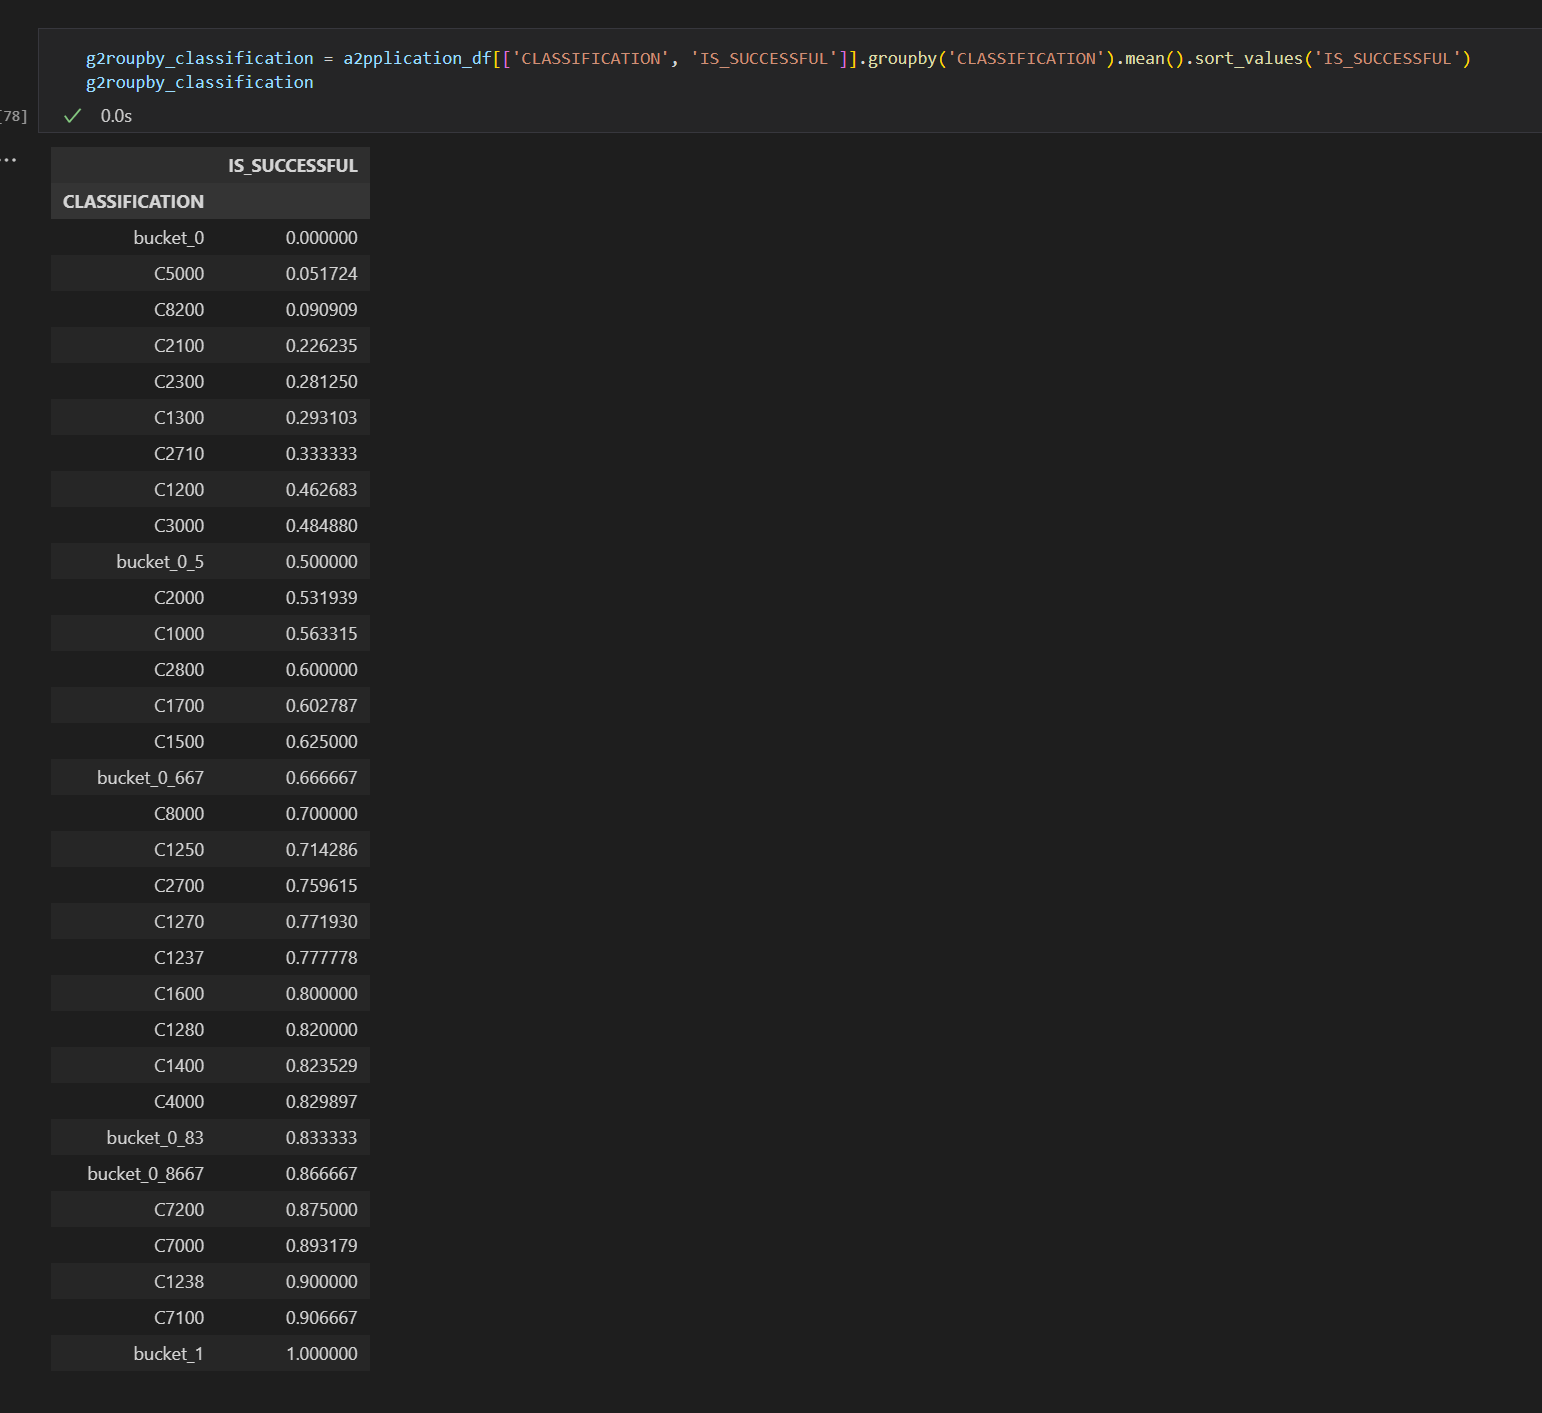 g2roupby_classification = a2pplication_df[['CLASSIFICATION', 'IS_SUCCESSFUL']].groupby('CLASSIFICATION').mean().sort_values('IS_SUCCESSFUL')
g2roupby_classification
[78]
0.0s
...
IS_SUCCESSFUL
CLASSIFICATION
bucket_0 0.000000
C5000 0.051724
C8200 0.090909
C2100 0.226235
C2300 0.281250
C1300 0.293103
C2710 0.333333
C1200 0.462683
C3000 0.484880
bucket_0_5 0.500000
C2000 0.531939
C1000 0.563315
C2800 0.600000
C1700 0.602787
C1500 0.625000
bucket_0_667 0.666667
C8000 0.700000
C1250 0.714286
C2700 0.759615
C1270 0.771930
C1237 0.777778
C1600 0.800000
C1280 0.820000
C1400 0.823529
C4000 0.829897
bucket_0_83 0.833333
bucket_0_8667 0.866667
C7200 0.875000
C7000 0.893179
C1238 0.900000
C7100 0.906667
bucket_1 1.000000